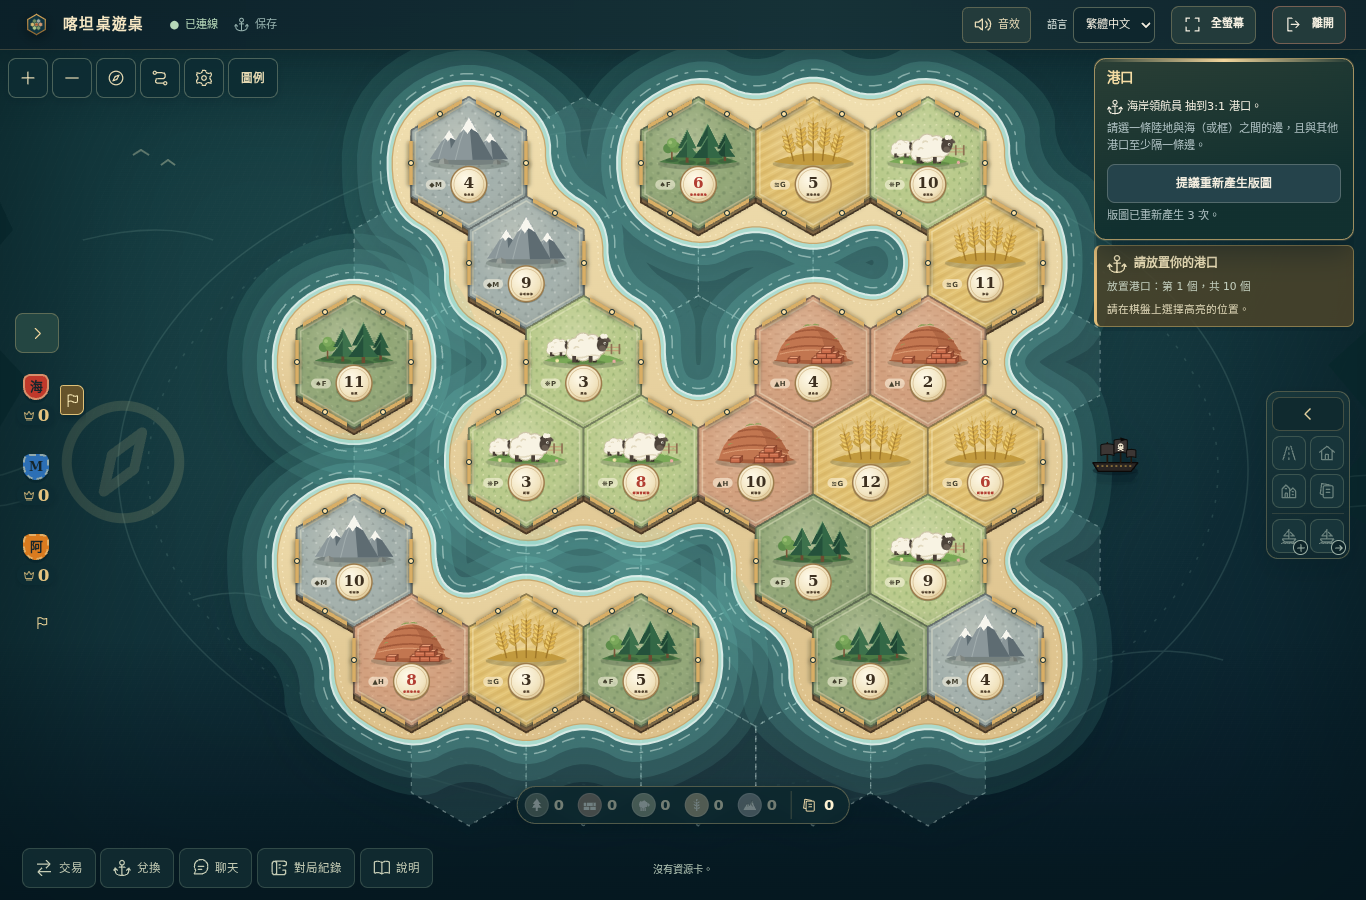 喀坦桌遊桌
已連線
保存
音效
語言
繁體中文
全螢幕
離開
圖例
港口
海岸領航員 抽到3:1 港口。
請選一條陸地與海（或框）之間的邊，且與其他
港口至少隔一條邊。
提議重新產生版圖
版圖已重新產生 3 次。
請放置你的港口
放置港口：第 1 個，共 10 個
請在棋盤上選擇高亮的位置。
◆M 4
♠F 6
≋G 5
❋P 10
◆M 9
≋G 11
♠F 11
❋P 3
▲H 4
▲H 2
❋P 3
❋P 8
▲H 10
≋G 12
≋G 6
◆M 10
♠F 5
❋P 9
▲H 8
≋G 3
♠F 5
♠F 9
◆M 4
海
0
M
0
阿
0
0
0
0
0
0
0
交易
兌換
聊天
對局紀錄
說明
沒有資源卡。